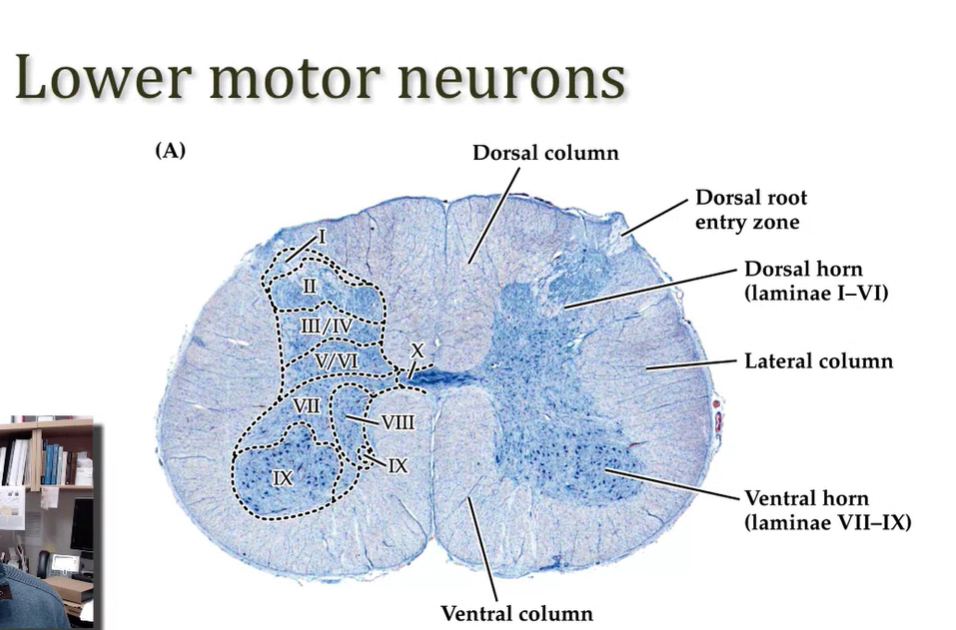 Lower motor neurons
(A)
Dorsal column
Dorsal root
entry zone
I
Dorsal horn
(laminae I–VI)
II
III/IV
X
V/VI
Lateral column
VII
VIII
IX
IX
Ventral horn
(laminae VII–IX)
Ventral column